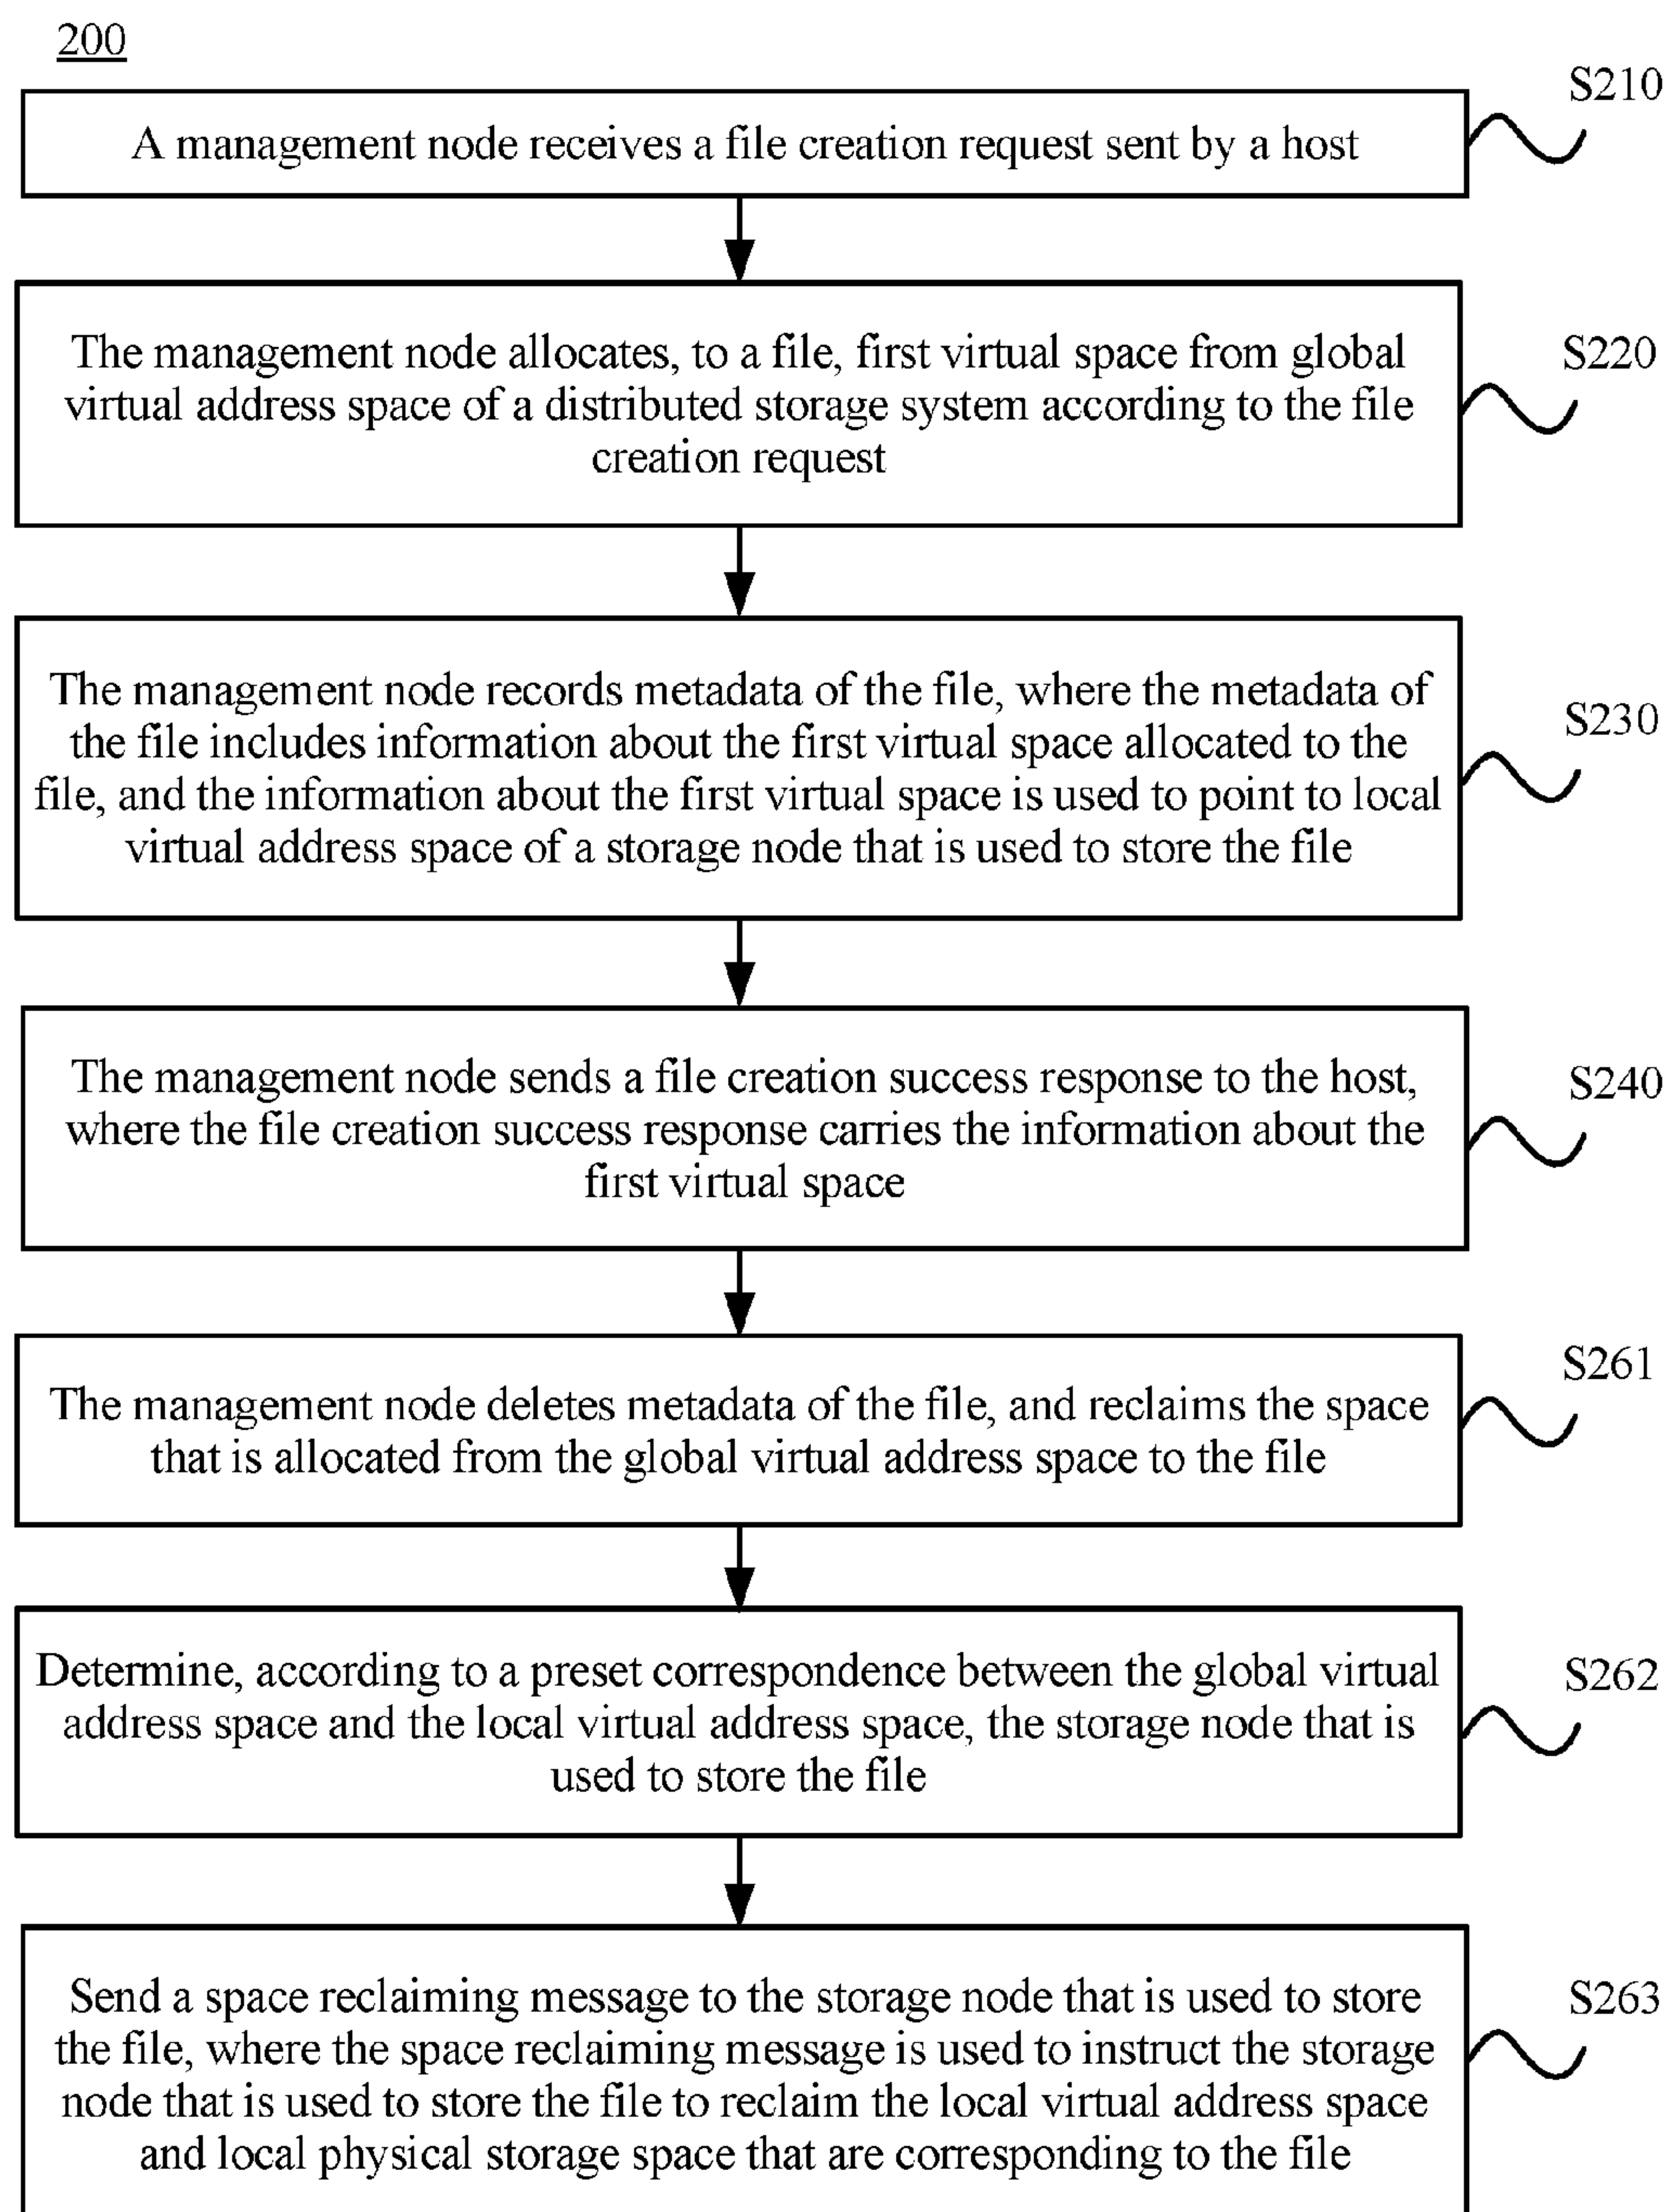 200
S210
A management node receives a file creation request sent by a host
The management node allocates, to a file, first virtual space from global
virtual address space of a distributed storage system according to the file
creation request
S220
The management node records metadata of the file, where the metadata of
the file includes information about the first virtual space allocated to the
file, and the information about the first virtual space is used to point to local
virtual address space of a storage node that is used to store the file
S230
The management node sends a file creation success response to the host,
where the file creation success response carries the information about the
first virtual space
S240
The management node deletes metadata of the file, and reclaims the space
that is allocated from the global virtual address space to the file
S261
Determine, according to a preset correspondence between the global virtual
address space and the local virtual address space, the storage node that is
used to store the file
S262
Send a space reclaiming message to the storage node that is used to store
the file, where the space reclaiming message is used to instruct the storage
node that is used to store the file to reclaim the local virtual address space
and local physical storage space that are corresponding to the file
S263